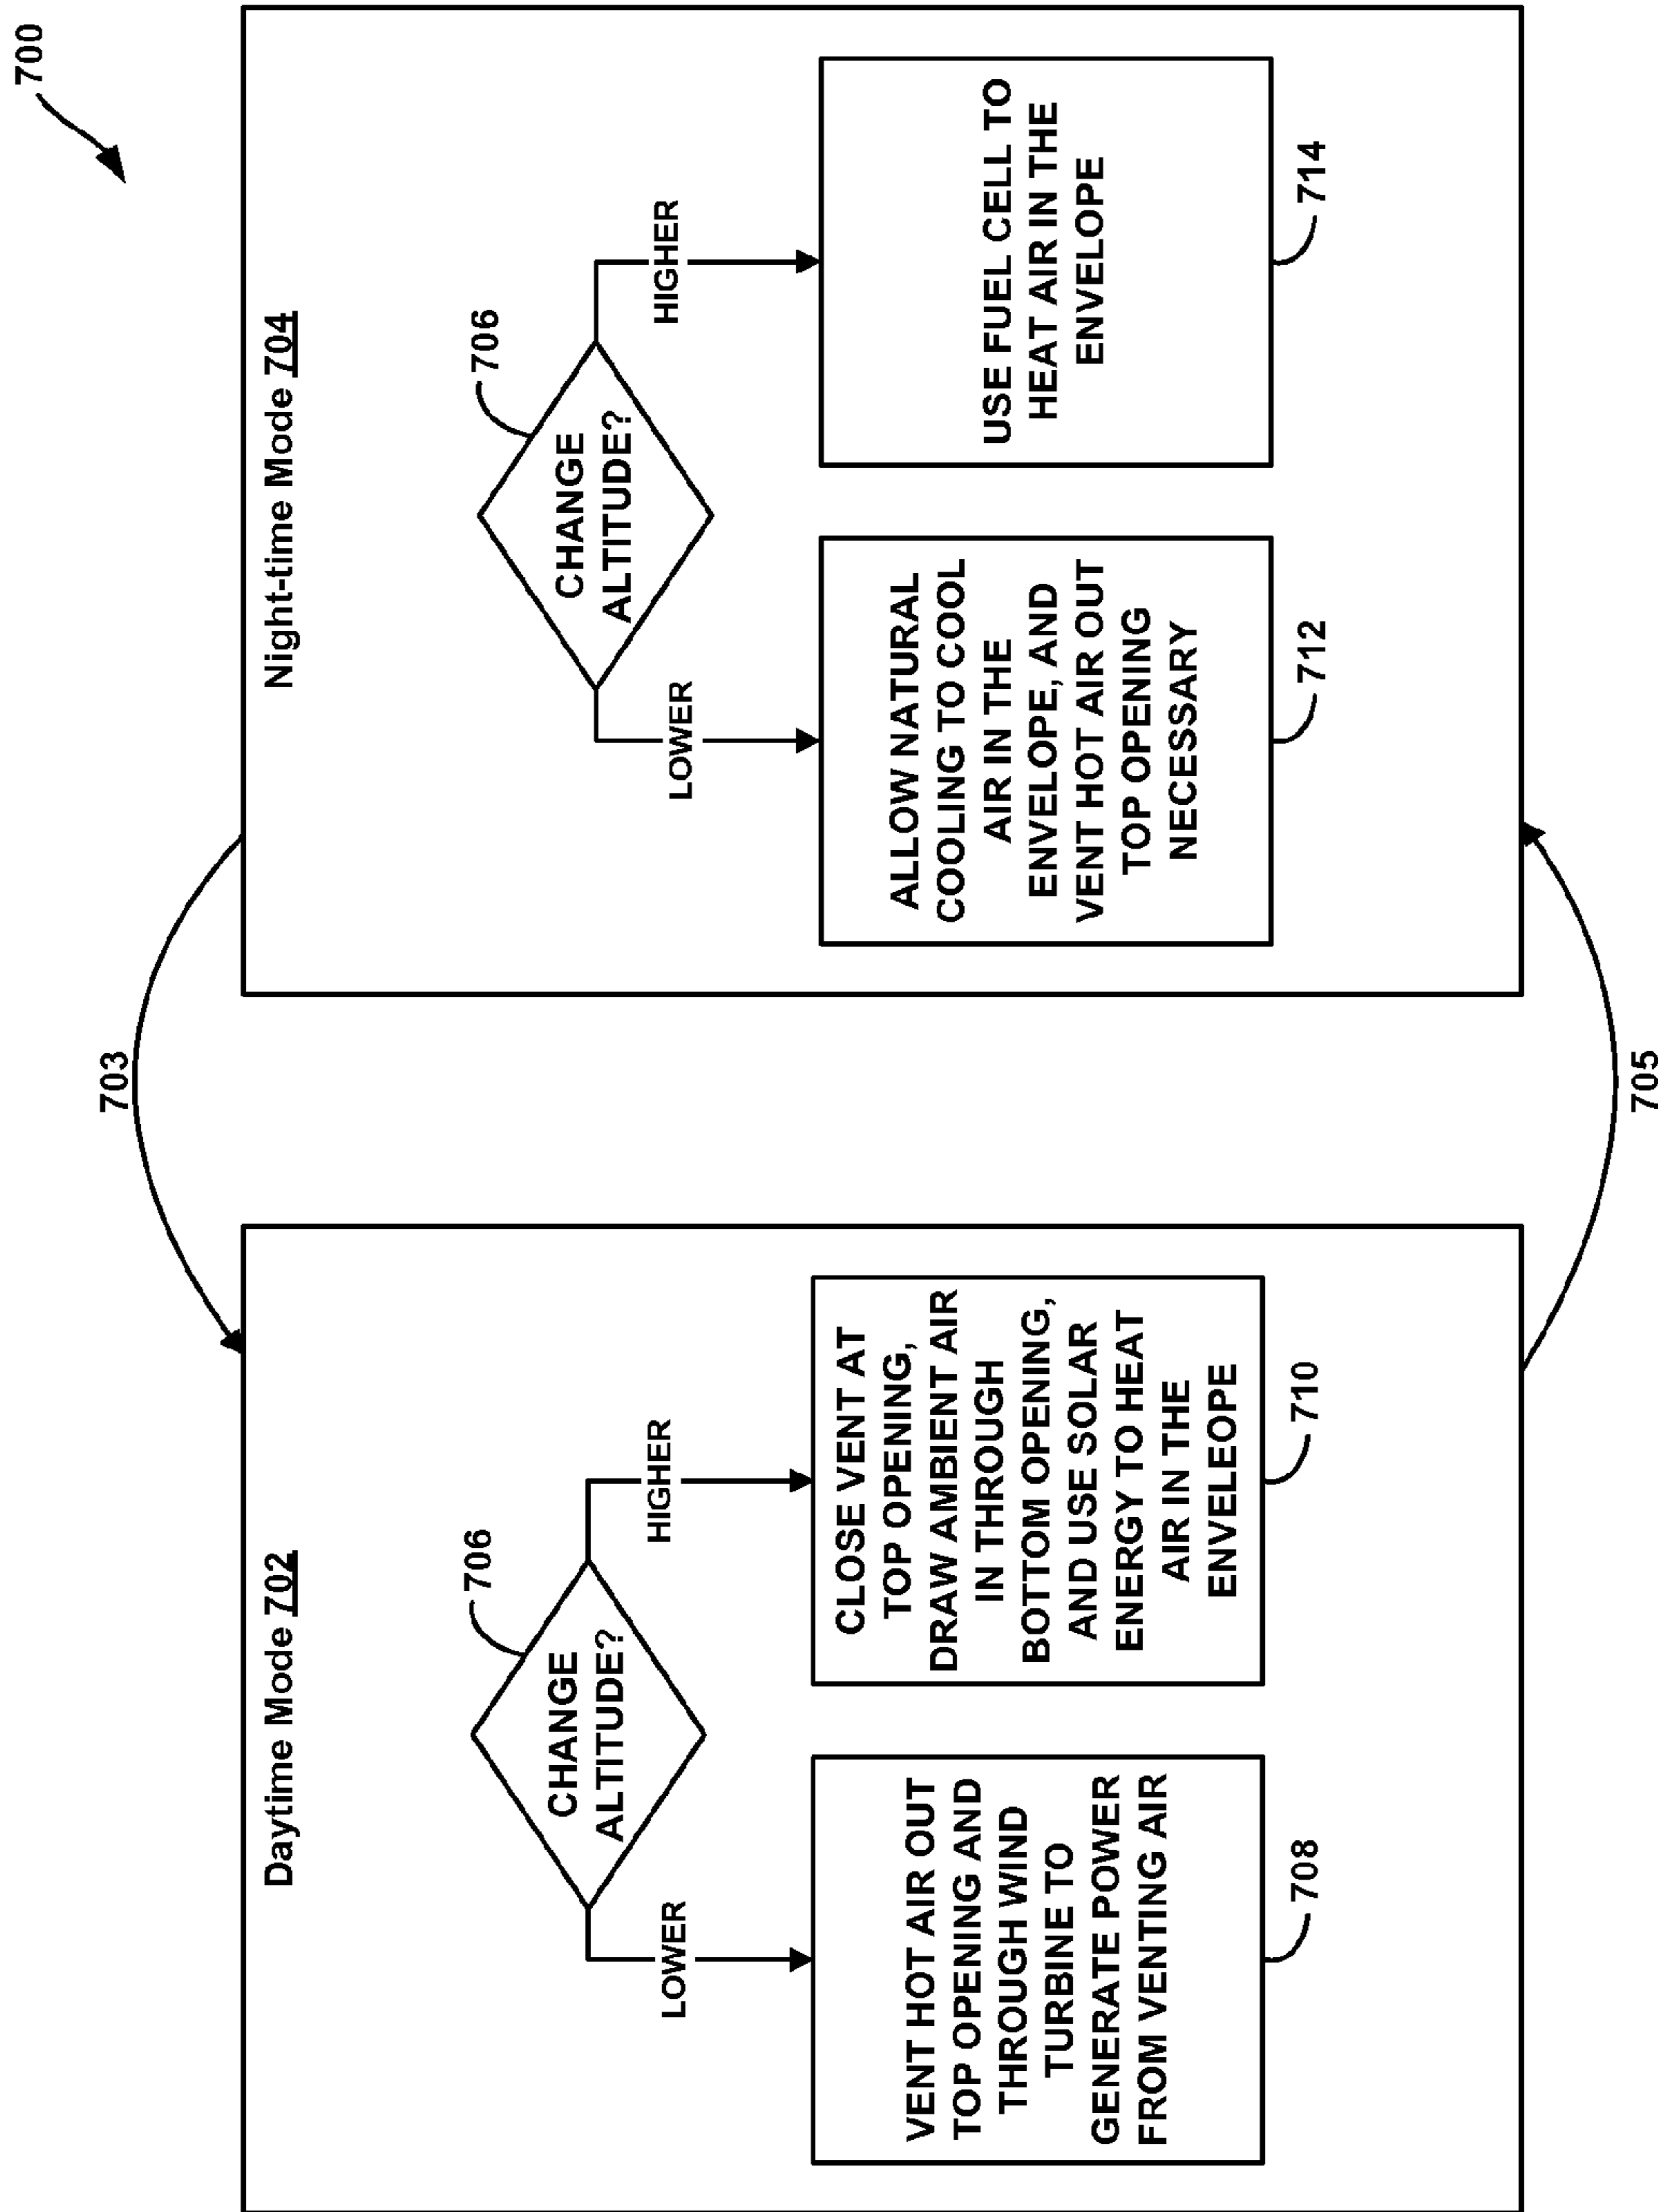 700
703
Daytime Mode 702
706
CHANGE
ALTITUDE?
LOWER
HIGHER
VENT HOT AIR OUT
TOP OPENING AND
THROUGH WIND
TURBINE TO
GENERATE POWER
FROM VENTING AIR
708
CLOSE VENT AT
TOP OPENING,
DRAW AMBIENT AIR
IN THROUGH
BOTTOM OPENING,
AND USE SOLAR
ENERGY TO HEAT
AIR IN THE
ENVELEOPE
710
Night-time Mode 704
706
CHANGE
ALTITUDE?
LOWER
HIGHER
ALLOW NATURAL
COOLING TO COOL
AIR IN THE
ENVELOPE, AND
VENT HOT AIR OUT
TOP OPENING
NECESSARY
712
USE FUEL CELL TO
HEAT AIR IN THE
ENVELOPE
714
705